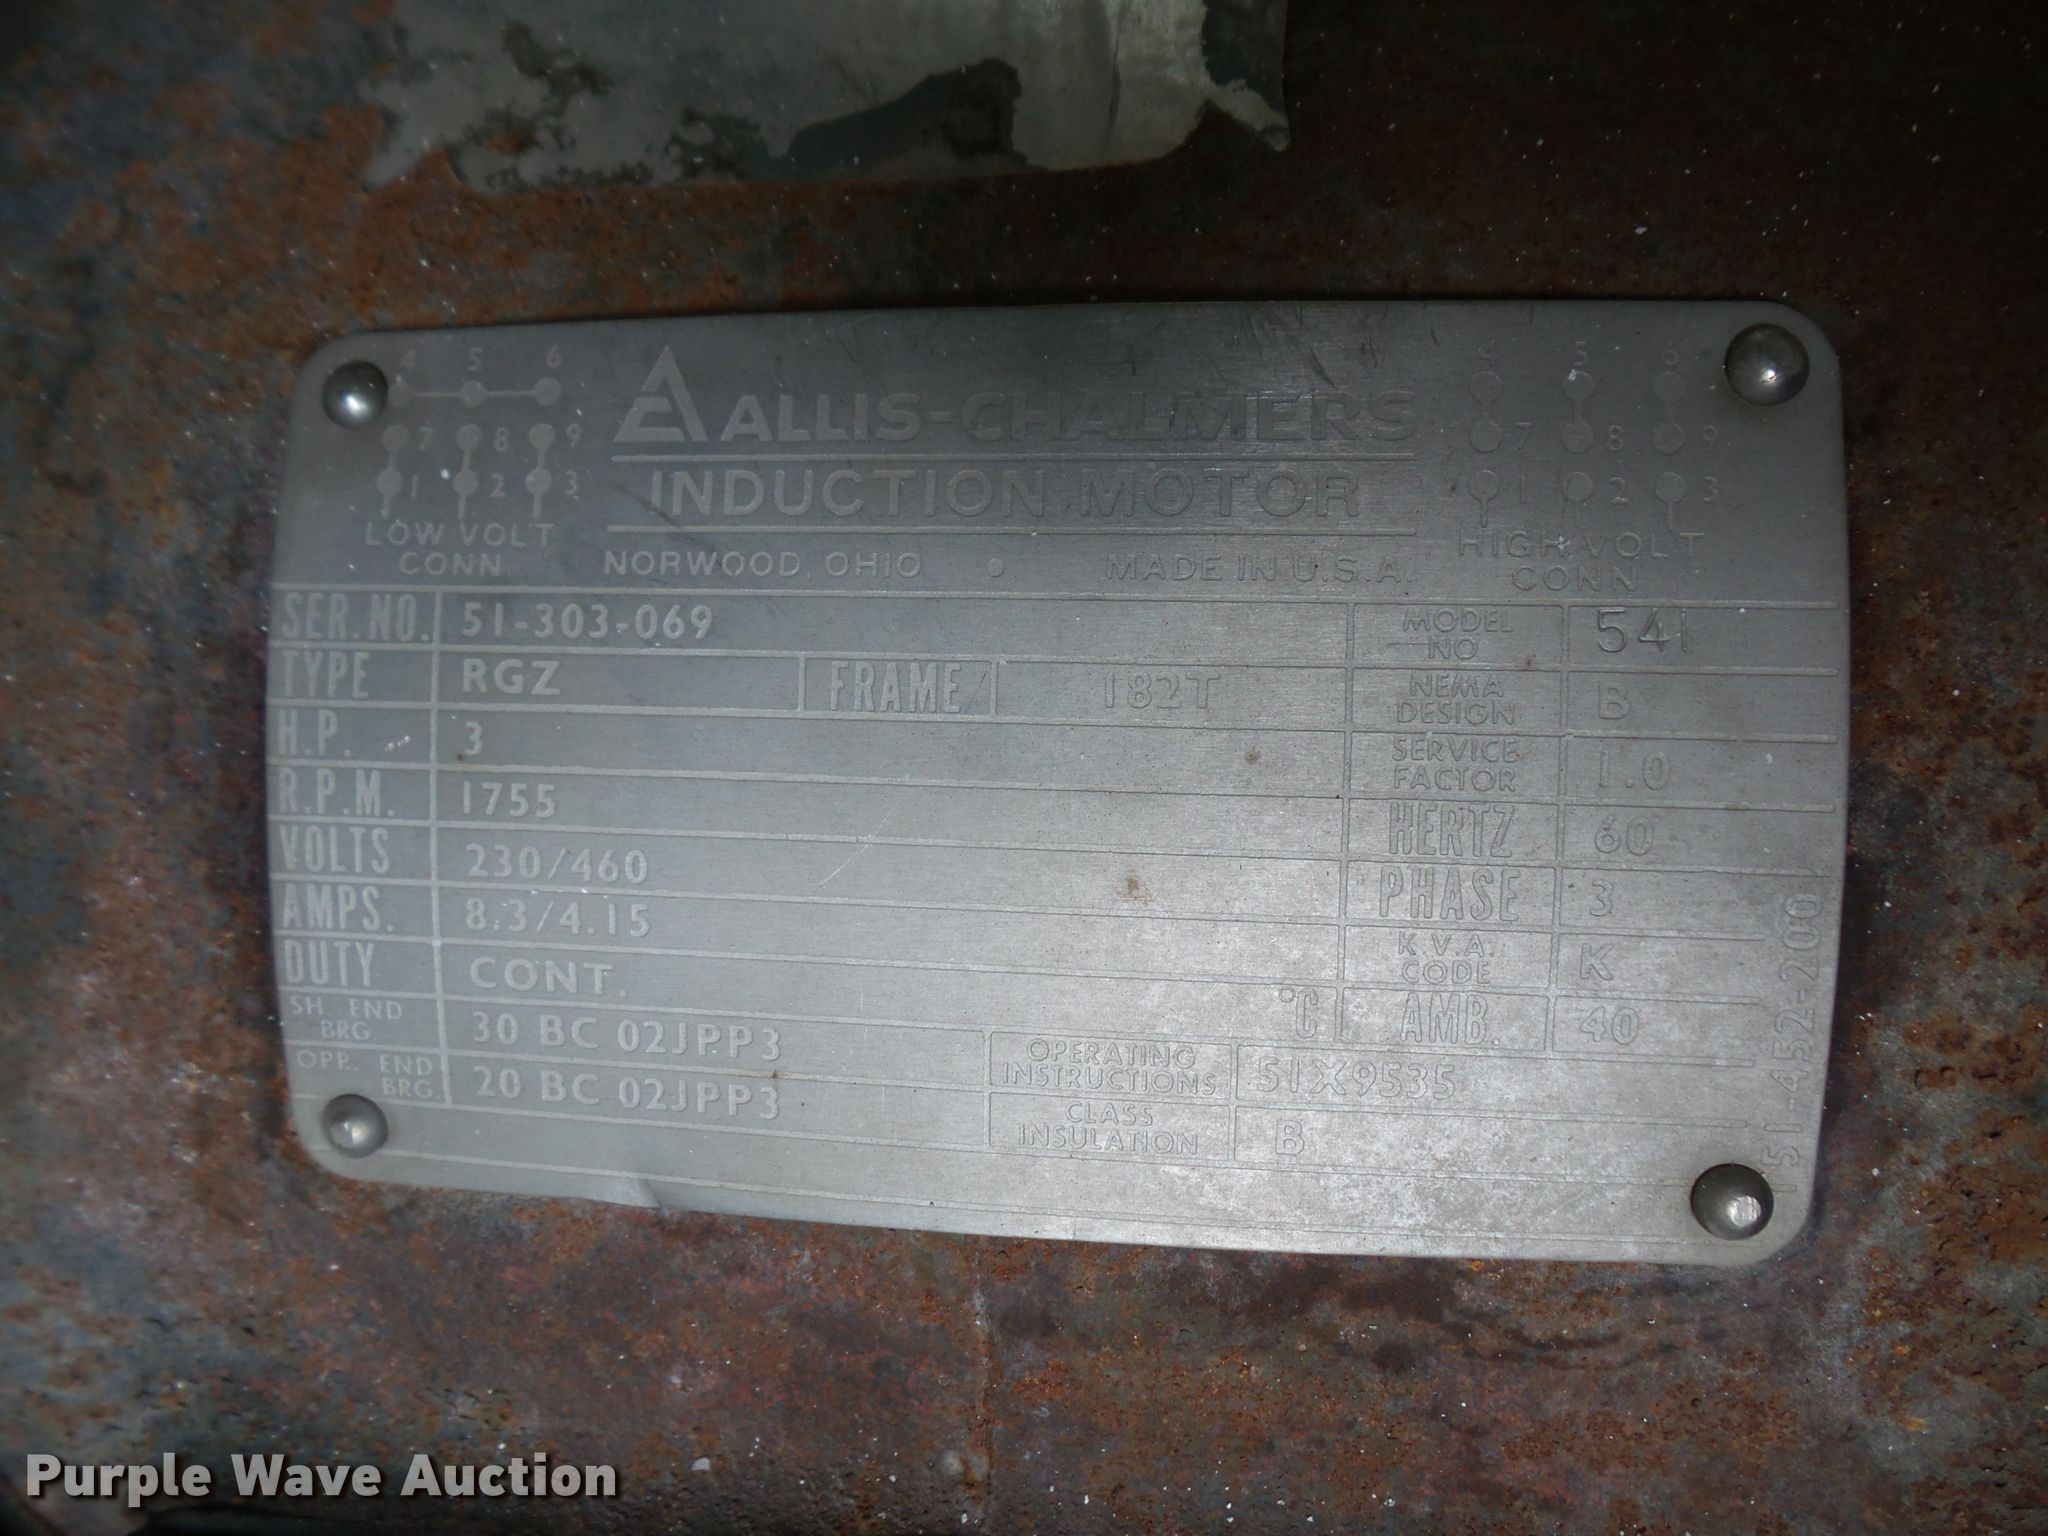 4 5 6
7 8 9
1 2 3
LOW VOLT
CONN
ALLIS-CHALMERS
INDUCTION MOTOR
NORWOOD, OHIO • MADE IN U.S.A.
4 5 6
7 8 9
1 2 3
HIGH VOLT
CONN
SER. NO. 51-303-069 MODEL NO 541
TYPE RGZ FRAME 182T NEMA DESIGN B
H.P. 3 SERVICE FACTOR 1.0
R.P.M. 1755 HERTZ 60
VOLTS 230/460 PHASE 3
AMPS. 8.3/4.15 K.V.A. CODE K
DUTY CONT. °C AMB. 40
SH. END BRG 30 BC 02JPP3 OPERATING INSTRUCTIONS 51X9535
OPP. END BRG. 20 BC 02JPP3 CLASS INSULATION B
51-452-200
Purple Wave Auction